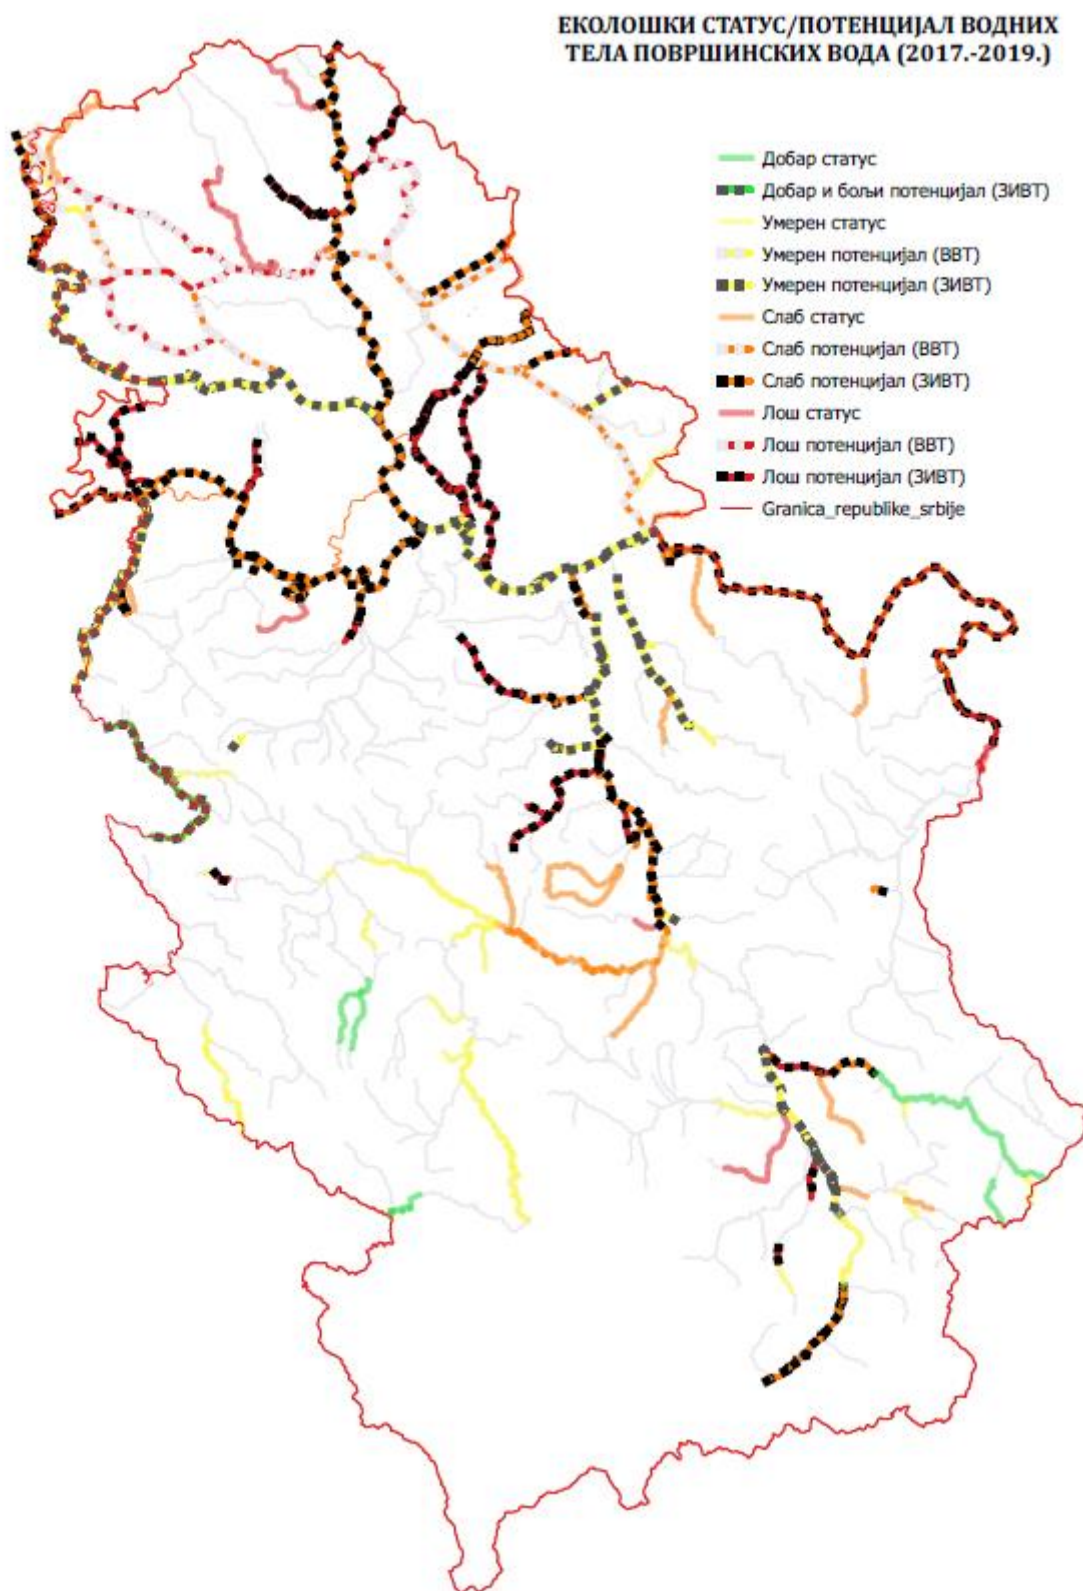 ЕКОЛОШКИ СТАТУС/ПОТЕНЦИЈАЛ ВОДНИХ
ТЕЛА ПОВРШИНСКИХ ВОДА (2017.-2019.)
Добар статус
Добар и бољи потенцијал (ЗИВТ)
Умерен статус
Умерен потенцијал (ВВТ)
Умерен потенцијал (ЗИВТ)
Слаб статус
Слаб потенцијал (ВВТ)
Слаб потенцијал (ЗИВТ)
Лош статус
Лош потенцијал (ВВТ)
Лош потенцијал (ЗИВТ)
Granica_republike_srbije